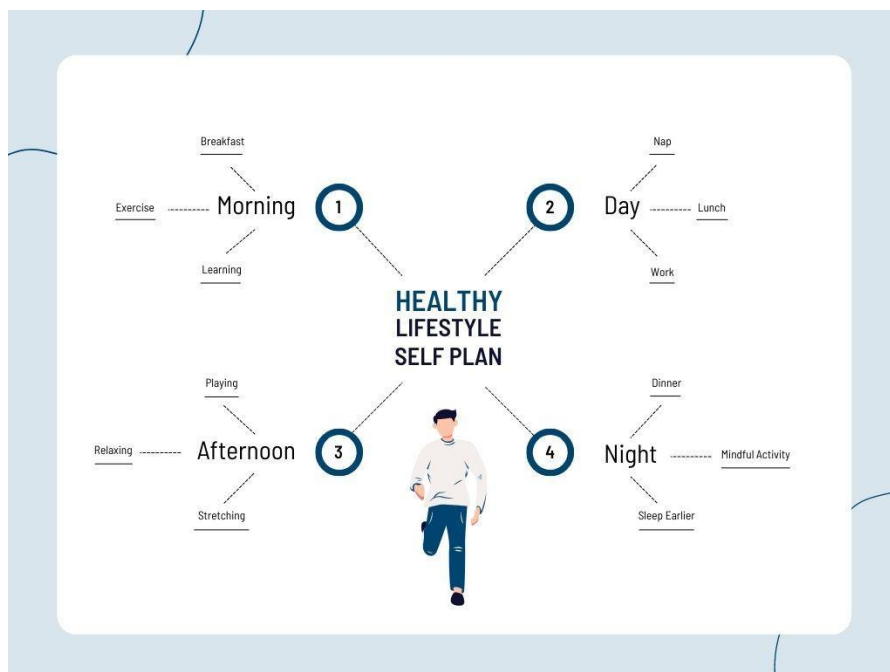 Breakfast
Exercise
Morning
1
Learning
Nap
2
Day
Lunch
Work
HEALTHY
LIFESTYLE
SELF PLAN
Playing
Relaxing
Afternoon
3
Stretching
Dinner
4
Night
Mindful Activity
Sleep Earlier